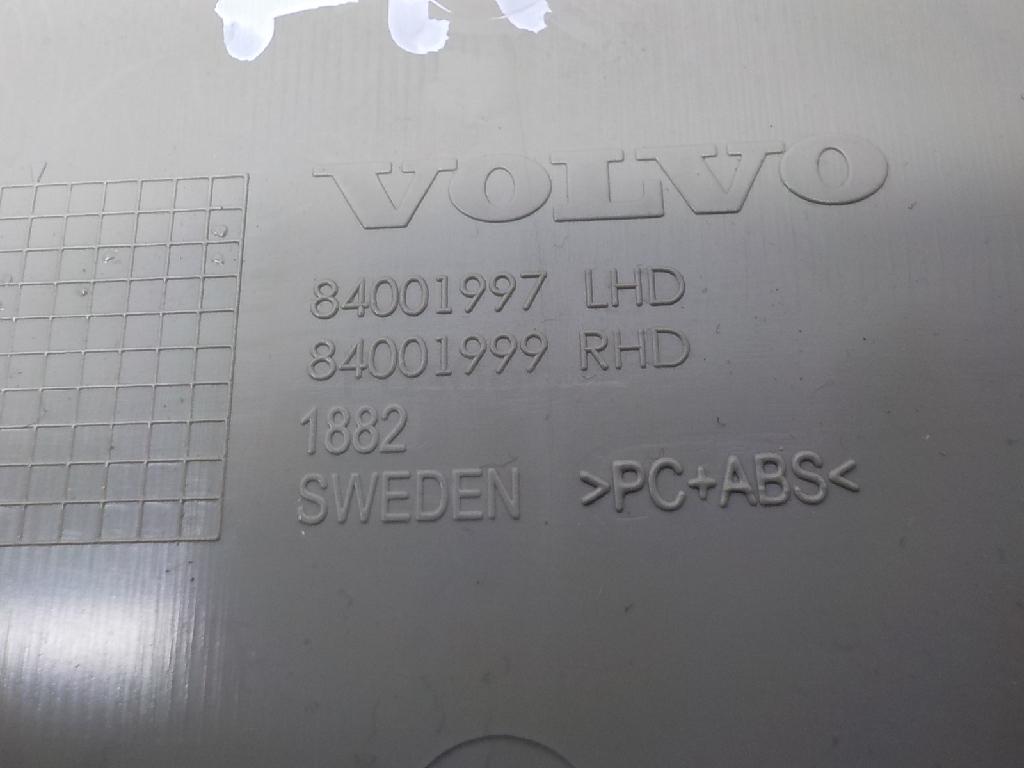 VOLVO
84001997 LHD
84001999 RHD
1882
SWEDEN >PC+ABS<